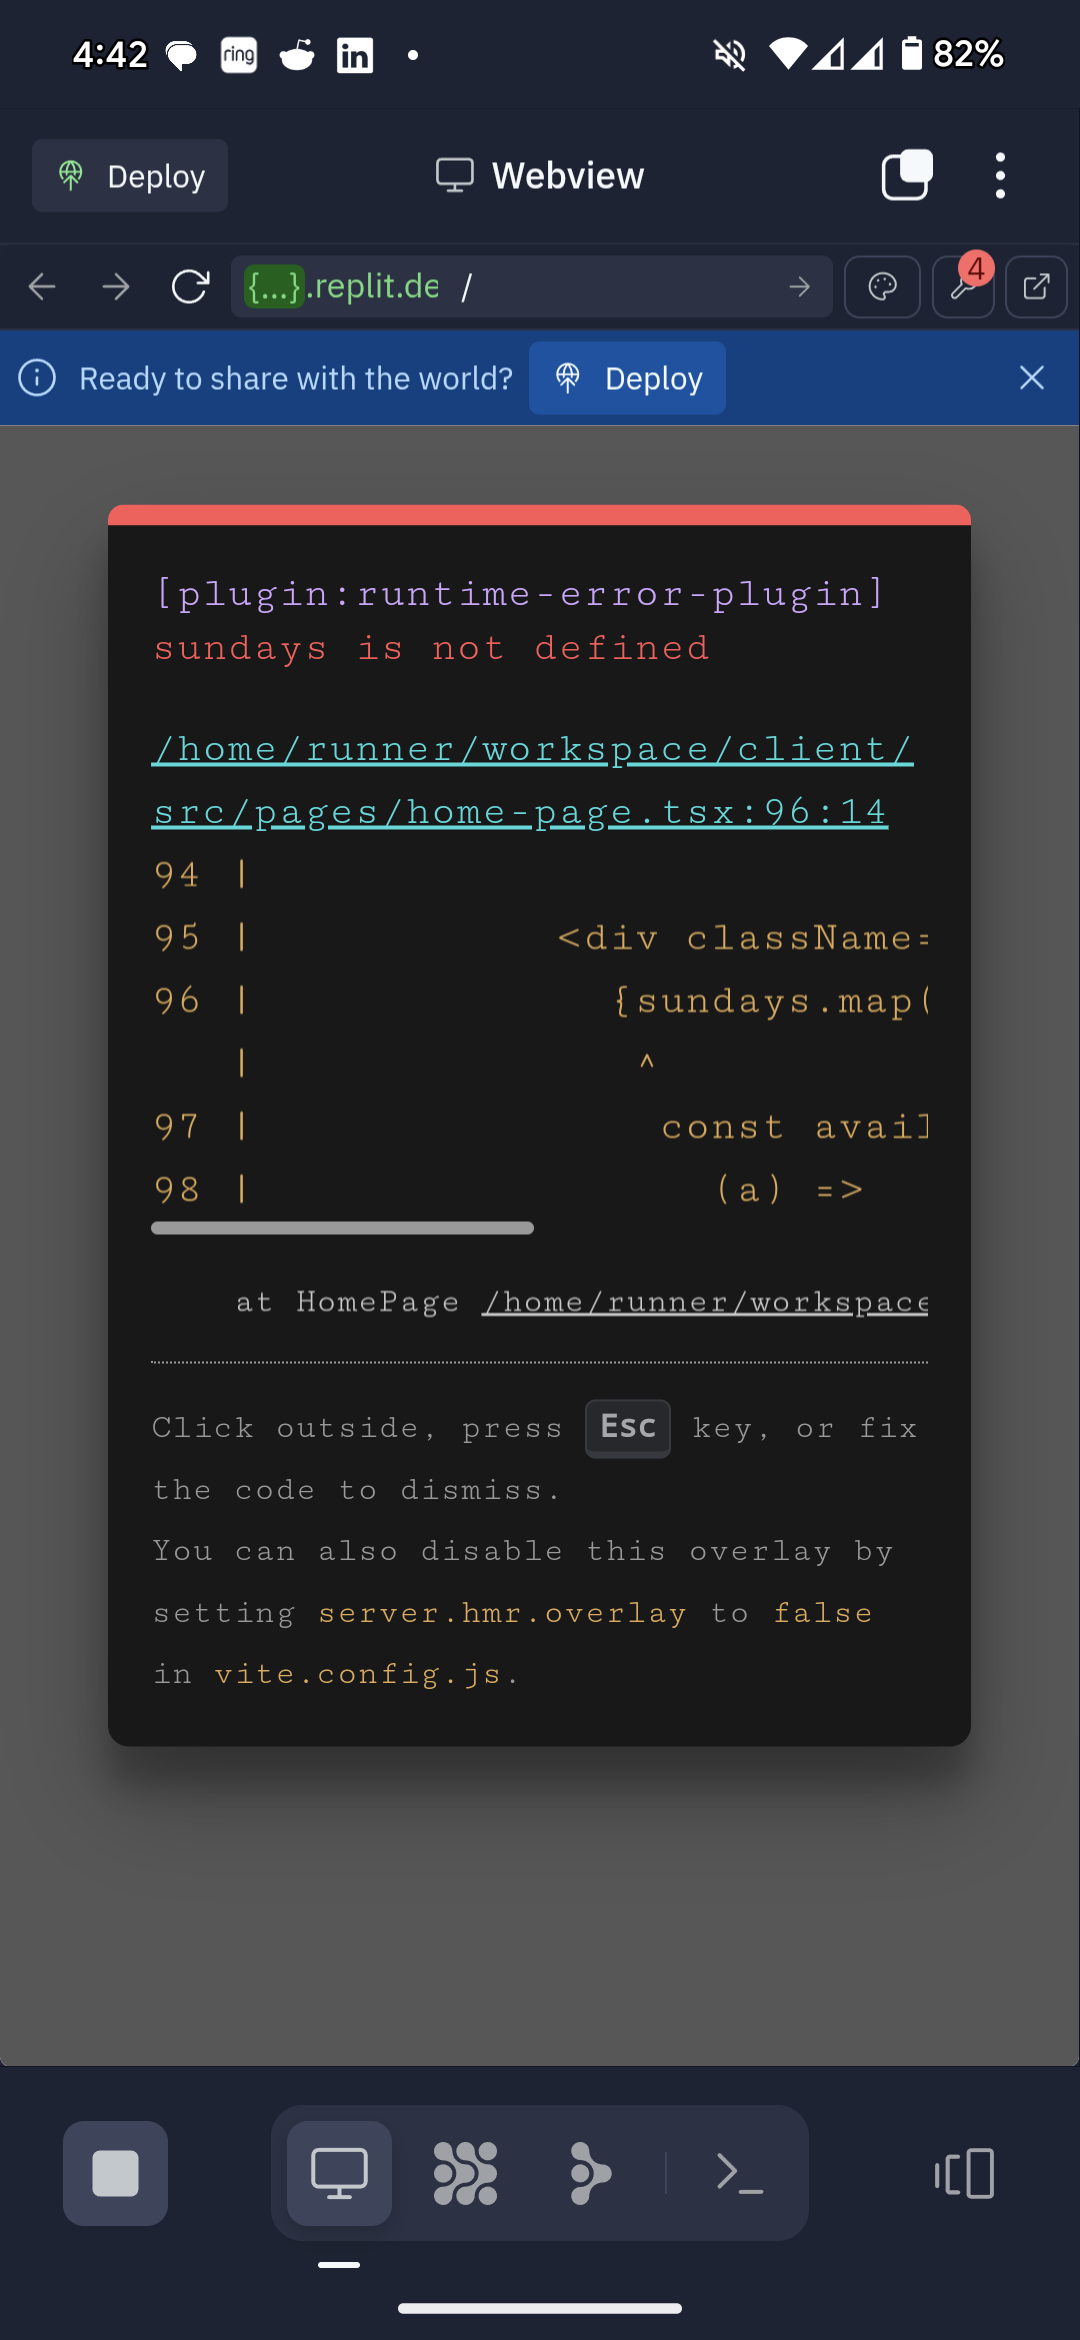 4:42 ring in 82%
Deploy Webview
{...}.replit.de / 4
Ready to share with the world? Deploy
[plugin:runtime-error-plugin]
sundays is not defined
/home/runner/workspace/client/
src/pages/home-page.tsx:96:14
94 |
95 | <div className=
96 | {sundays.map(
| ^
97 | const avail
98 | (a) =>
at HomePage /home/runner/workspace
Click outside, press Esc key, or fix
the code to dismiss.
You can also disable this overlay by
setting server.hmr.overlay to false
in vite.config.js.